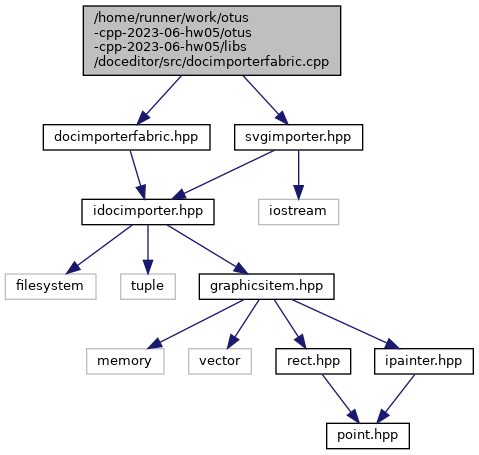 /home/runner/work/otus
-cpp-2023-06-hw05/otus
-cpp-2023-06-hw05/libs
/doceditor/src/docimporterfabric.cpp
docimporterfabric.hpp
svgimporter.hpp
idocimporter.hpp
iostream
filesystem
tuple
graphicsitem.hpp
memory
vector
rect.hpp
ipainter.hpp
point.hpp